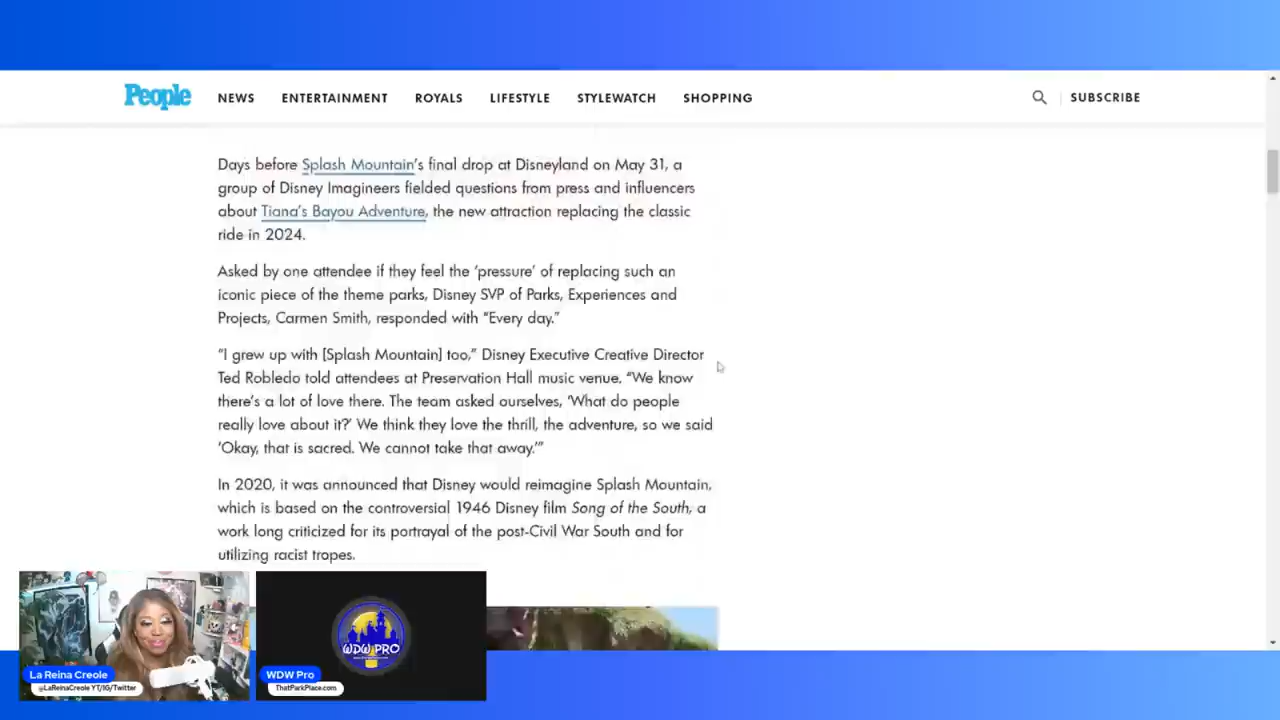 People
NEWS ENTERTAINMENT ROYALS LIFESTYLE STYLEWATCH SHOPPING SUBSCRIBE
Days before Splash Mountain's final drop at Disneyland on May 31, a
group of Disney Imagineers fielded questions from press and influencers
about Tiana's Bayou Adventure, the new attraction replacing the classic
ride in 2024.
Asked by one attendee if they feel the 'pressure' of replacing such an
iconic piece of the theme parks, Disney SVP of Parks, Experiences and
Projects, Carmen Smith, responded with "Every day."
"I grew up with [Splash Mountain] too," Disney Executive Creative Director
Ted Robledo told attendees at Preservation Hall music venue. "We know
there's a lot of love there. The team asked ourselves, 'What do people
really love about it?' We think they love the thrill, the adventure, so we said
'Okay, that is sacred. We cannot take that away.'"
In 2020, it was announced that Disney would reimagine Splash Mountain,
which is based on the controversial 1946 Disney film Song of the South, a
work long criticized for its portrayal of the post-Civil War South and for
utilizing racist tropes.
WDW PRO
La Reina Creole
@LaReinaCreole YT/IG/Twitter
WDW Pro
ThatParkPlace.com